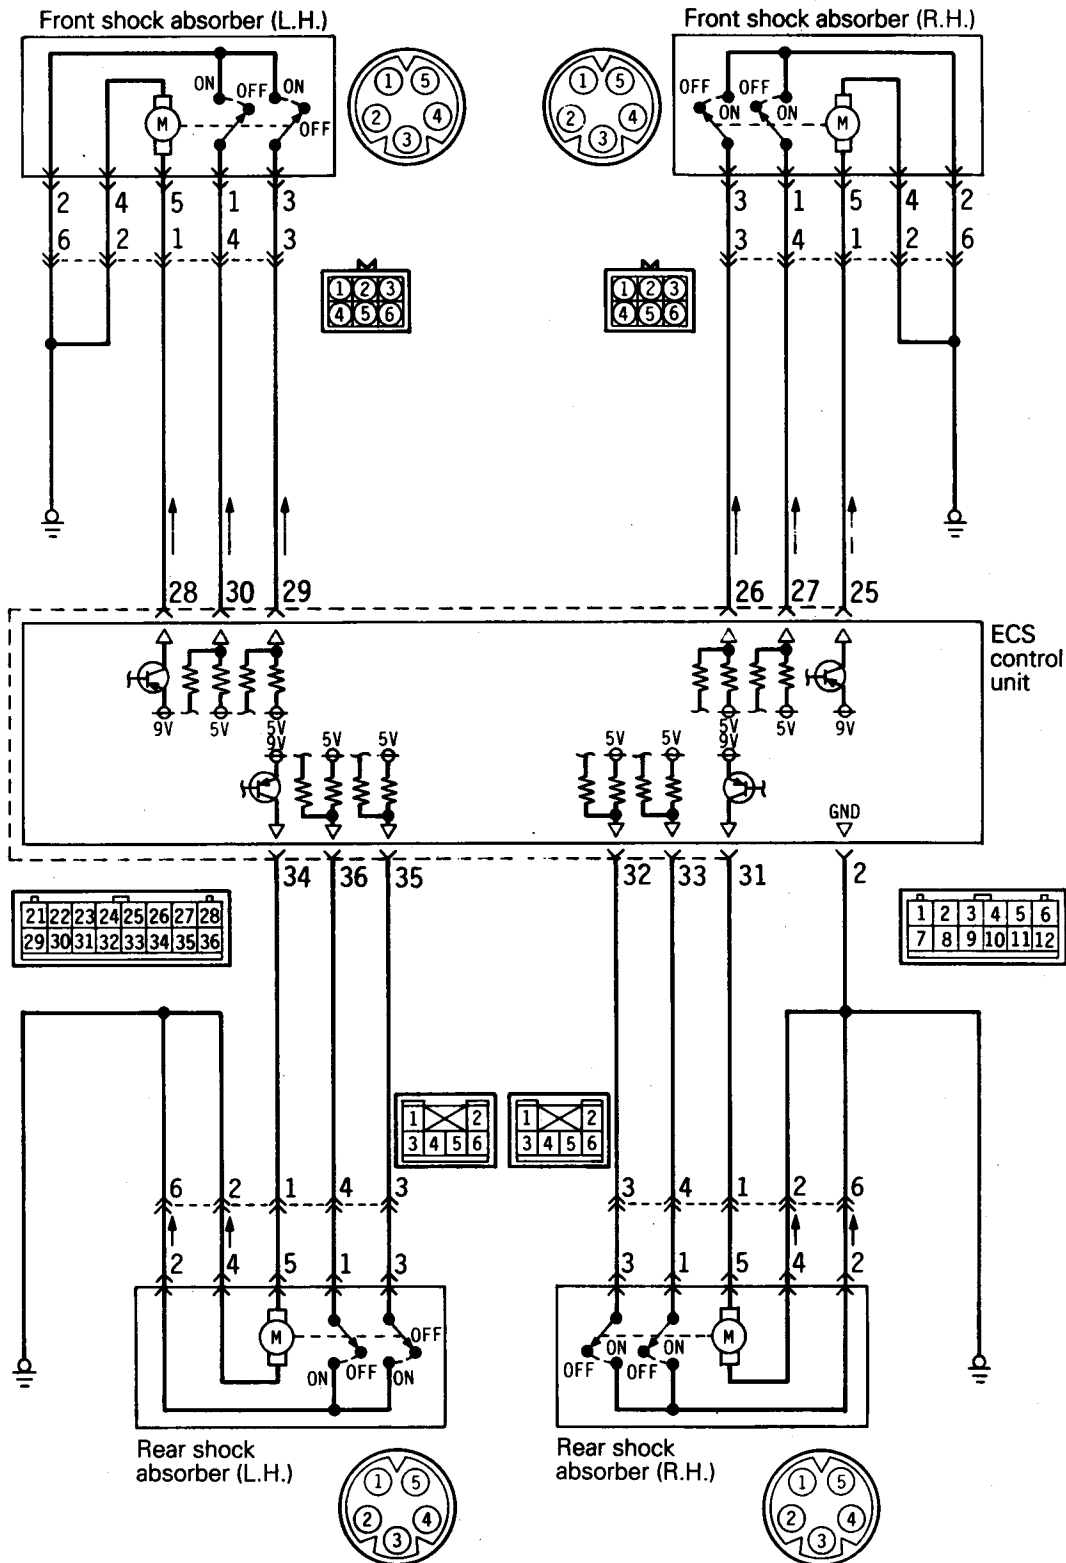 Front shock absorber (L.H.)
Front shock absorber (R.H.)
ON OFF ON
OFF
M
1 5
2 4
3
1 5
2 4
3
OFF OFF
ON ON
M
2 4 5 1 3
3 1 5 4 2
6 2 1 4 3
3 4 1 2 6
1 2 3
4 5 6
1 2 3
4 5 6
28 30 29
26 27 25
ECS
control
unit
9V 5V 5V
5V 5V 9V
9V 5V 5V
5V 5V 9V
GND
34 36 35
32 33 31 2
21 22 23 24 25 26 27 28
29 30 31 32 33 34 35 36
1 2 3 4 5 6
7 8 9 10 11 12
1 2
3 4 5 6
1 2
3 4 5 6
6 2 1 4 3
3 4 1 2 6
2 4 5 1 3
3 1 5 4 2
M
OFF
ON OFF ON
ON ON
OFF OFF
M
Rear shock
absorber (L.H.)
1 5
2 4
3
Rear shock
absorber (R.H.)
1 5
2 4
3